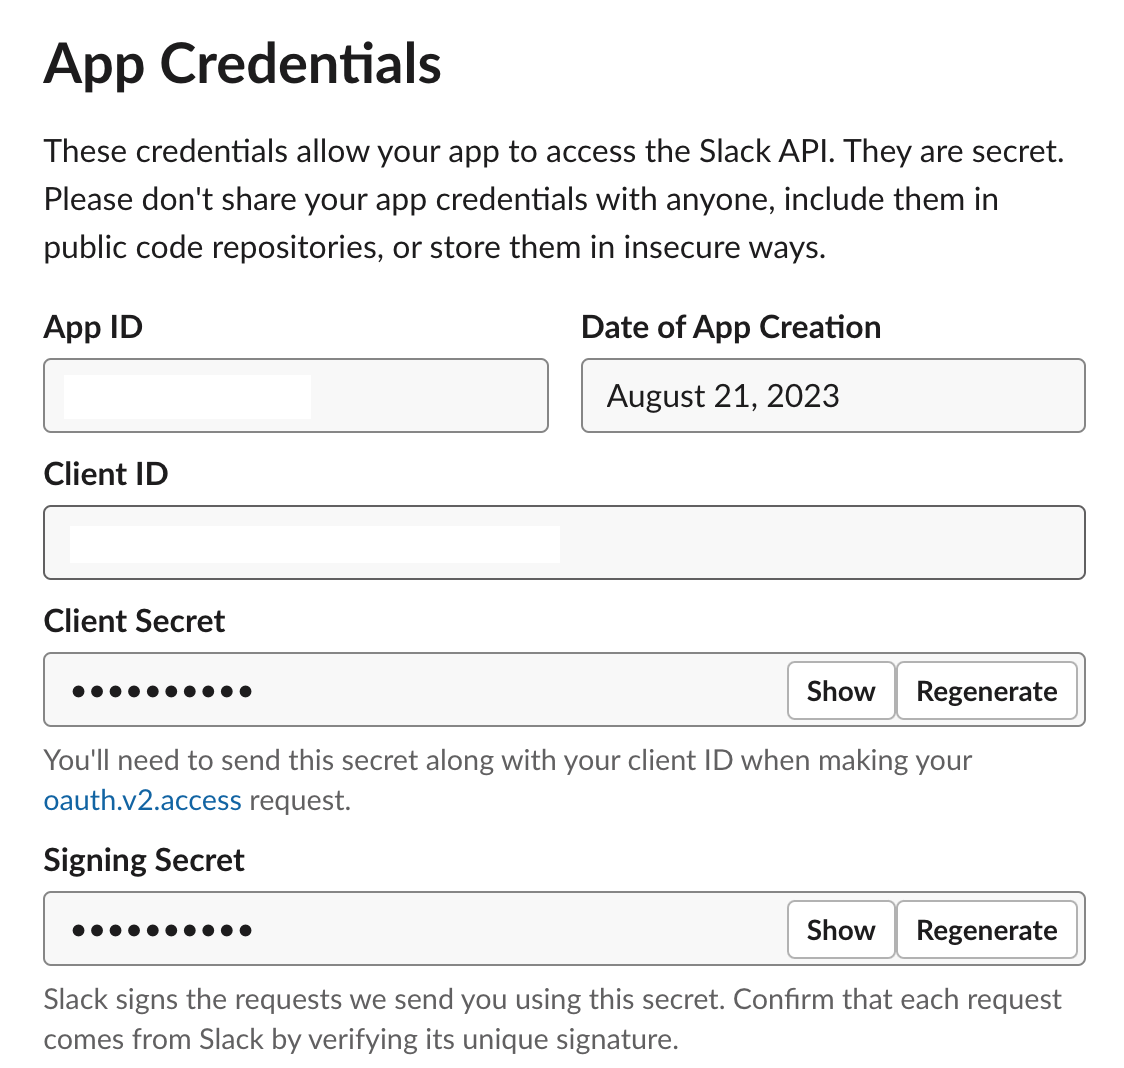 App Credentials
These credentials allow your app to access the Slack API. They are secret.
Please don't share your app credentials with anyone, include them in
public code repositories, or store them in insecure ways.
App ID
Date of App Creation
August 21, 2023
Client ID
Client Secret
•••••••••• Show Regenerate
You'll need to send this secret along with your client ID when making your
oauth.v2.access request.
Signing Secret
•••••••••• Show Regenerate
Slack signs the requests we send you using this secret. Confirm that each request
comes from Slack by verifying its unique signature.